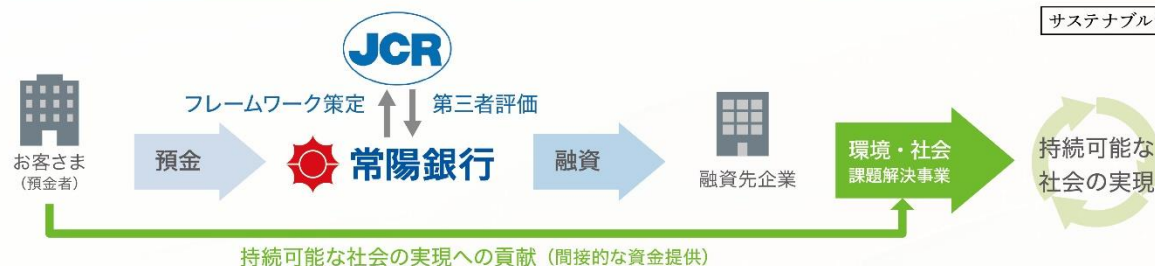 サステナブル
JCR
フレームワーク策定
第三者評価
お客さま
(預金者)
預金
常陽銀行
融資
融資先企業
環境・社会
課題解決事業
持続可能な
社会の実現
持続可能な社会の実現への貢献（間接的な資金提供）